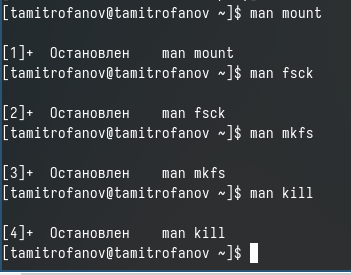 [tamitrofanov@tamitrofanov ~]$ man mount
[1]+  Остановлен    man mount
[tamitrofanov@tamitrofanov ~]$ man fsck
[2]+  Остановлен    man fsck
[tamitrofanov@tamitrofanov ~]$ man mkfs
[3]+  Остановлен    man mkfs
[tamitrofanov@tamitrofanov ~]$ man kill
[4]+  Остановлен    man kill
[tamitrofanov@tamitrofanov ~]$